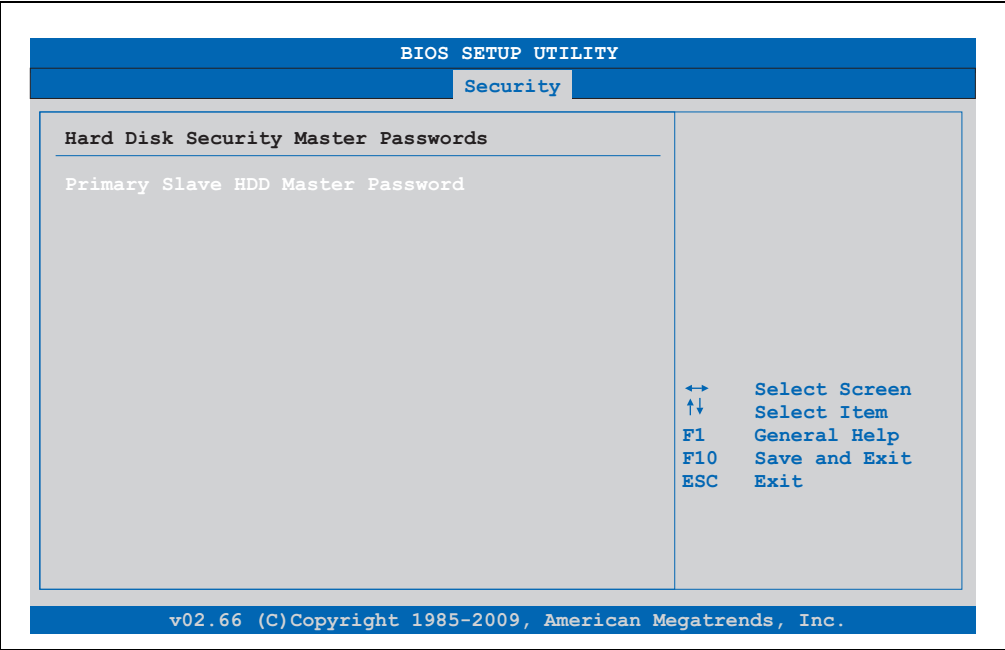 BIOS SETUP UTILITY
Security
Hard Disk Security Master Passwords
Primary Slave HDD Master Password
↔ Select Screen
↑↓ Select Item
F1 General Help
F10 Save and Exit
ESC Exit
v02.66 (C)Copyright 1985-2009, American Megatrends, Inc.